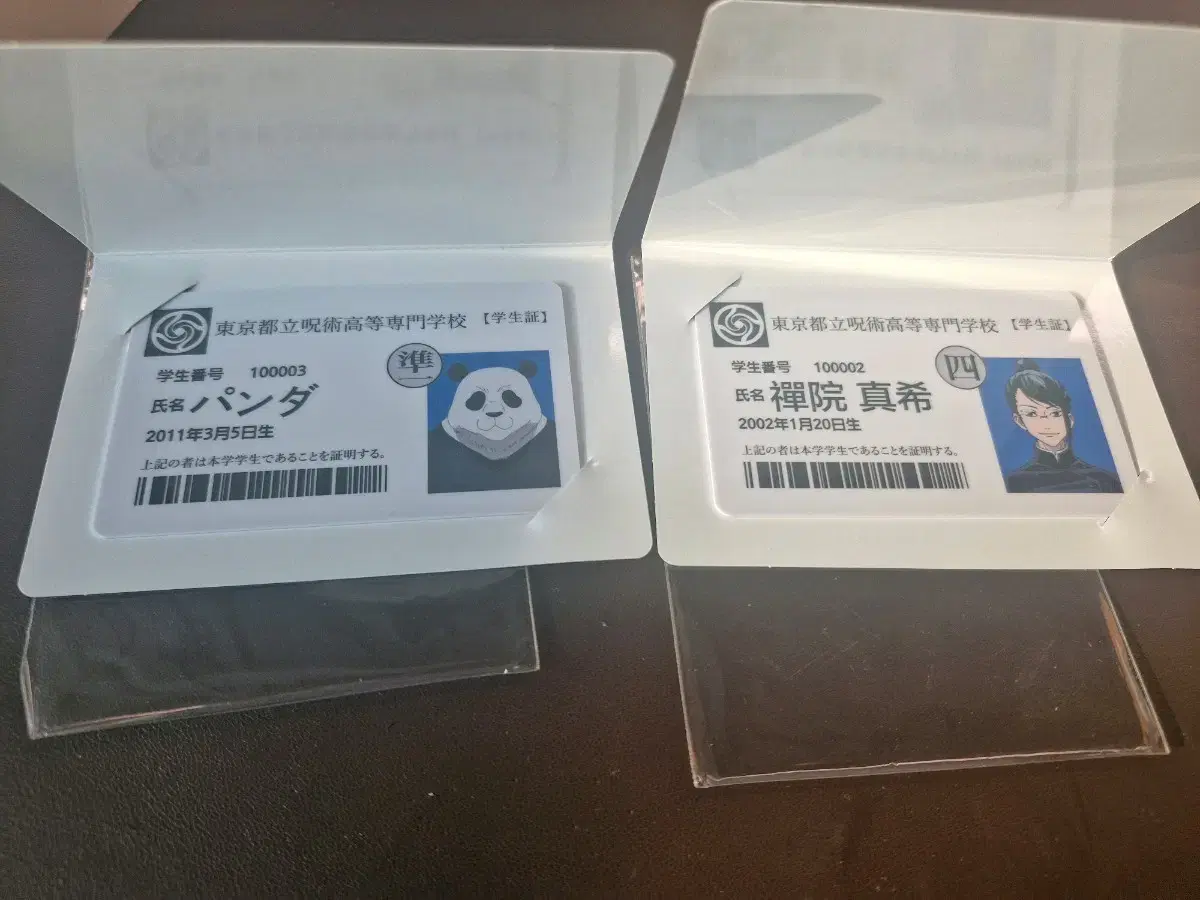 東京都立呪術高等専門学校 【学生証】
学生番号 100003
準一
氏名 パンダ
2011年3月5日生
上記の者は本学学生であることを証明する。
東京都立呪術高等専門学校 【学生証】
学生番号 100002
四
氏名 禪院 真希
2002年1月20日生
上記の者は本学学生であることを証明する。